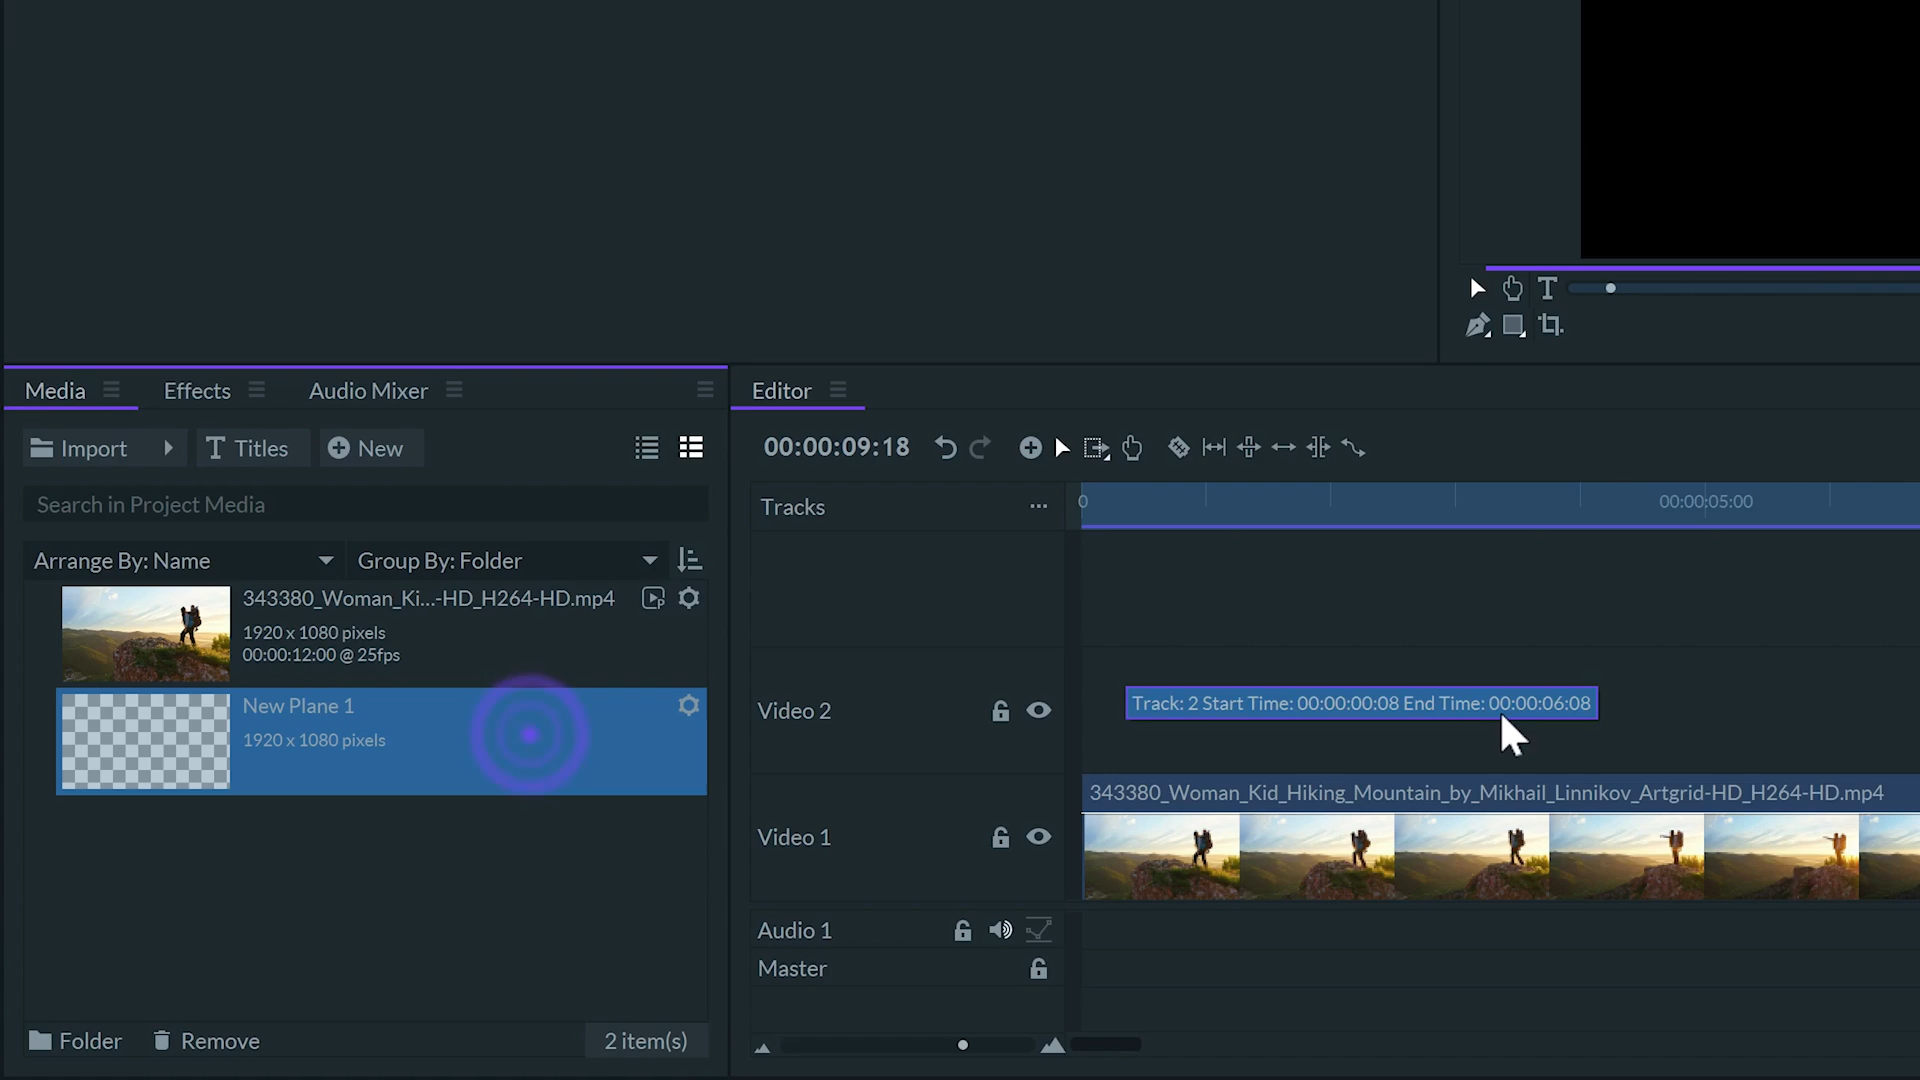 Media
Effects
Audio Mixer
Import
Titles
New
Search in Project Media
Arrange By: Name
Group By: Folder
343380_Woman_Ki...-HD_H264-HD.mp4
1920 x 1080 pixels
00:00:12:00 @ 25fps
New Plane 1
1920 x 1080 pixels
Folder
Remove
2 item(s)
Editor
00:00:09:18
Tracks
0
00:00:05:00
Video 2
Track: 2 Start Time: 00:00:00:08 End Time: 00:00:06:08
343380_Woman_Kid_Hiking_Mountain_by_Mikhail_Linnikov_Artgrid-HD_H264-HD.mp4
Video 1
Audio 1
Master